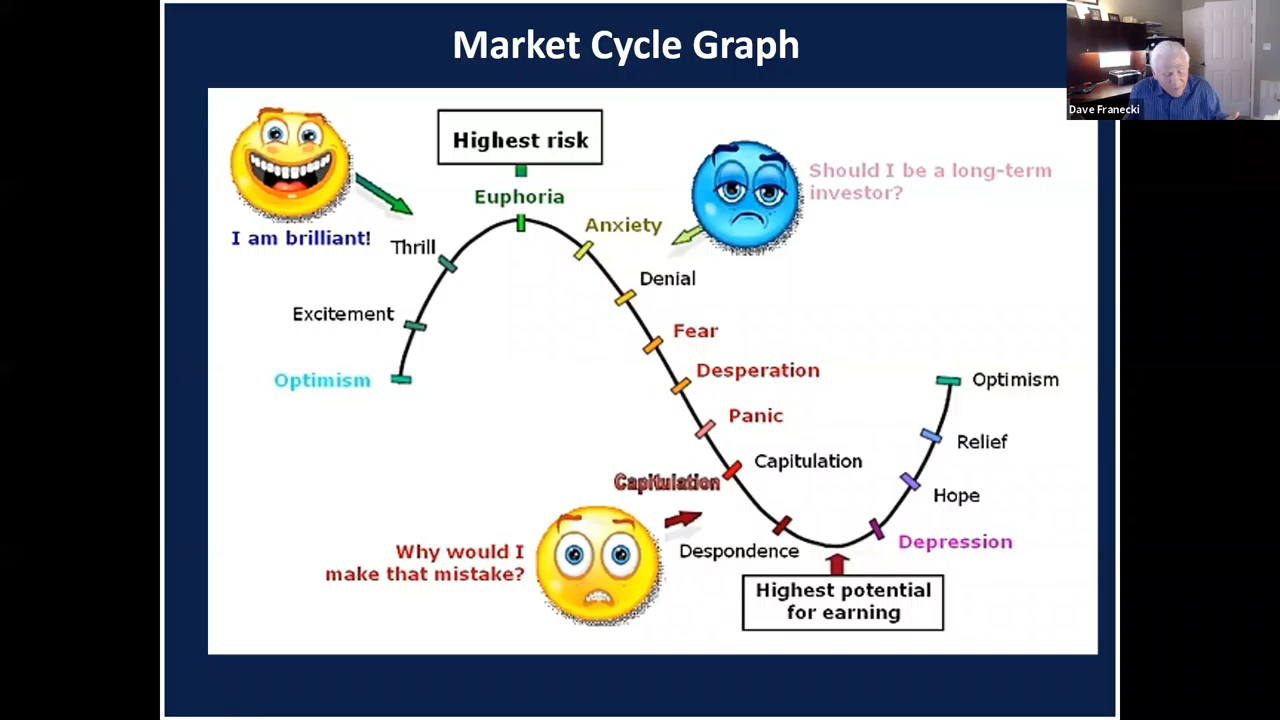 Market Cycle Graph
Dave Franecki
Highest risk
Euphoria
I am brilliant!
Thrill
Excitement
Optimism
Anxiety
Should I be a long-term
investor?
Denial
Fear
Desperation
Panic
Capitulation
Capitulation
Why would I
make that mistake?
Despondence
Highest potential
for earning
Depression
Hope
Relief
Optimism